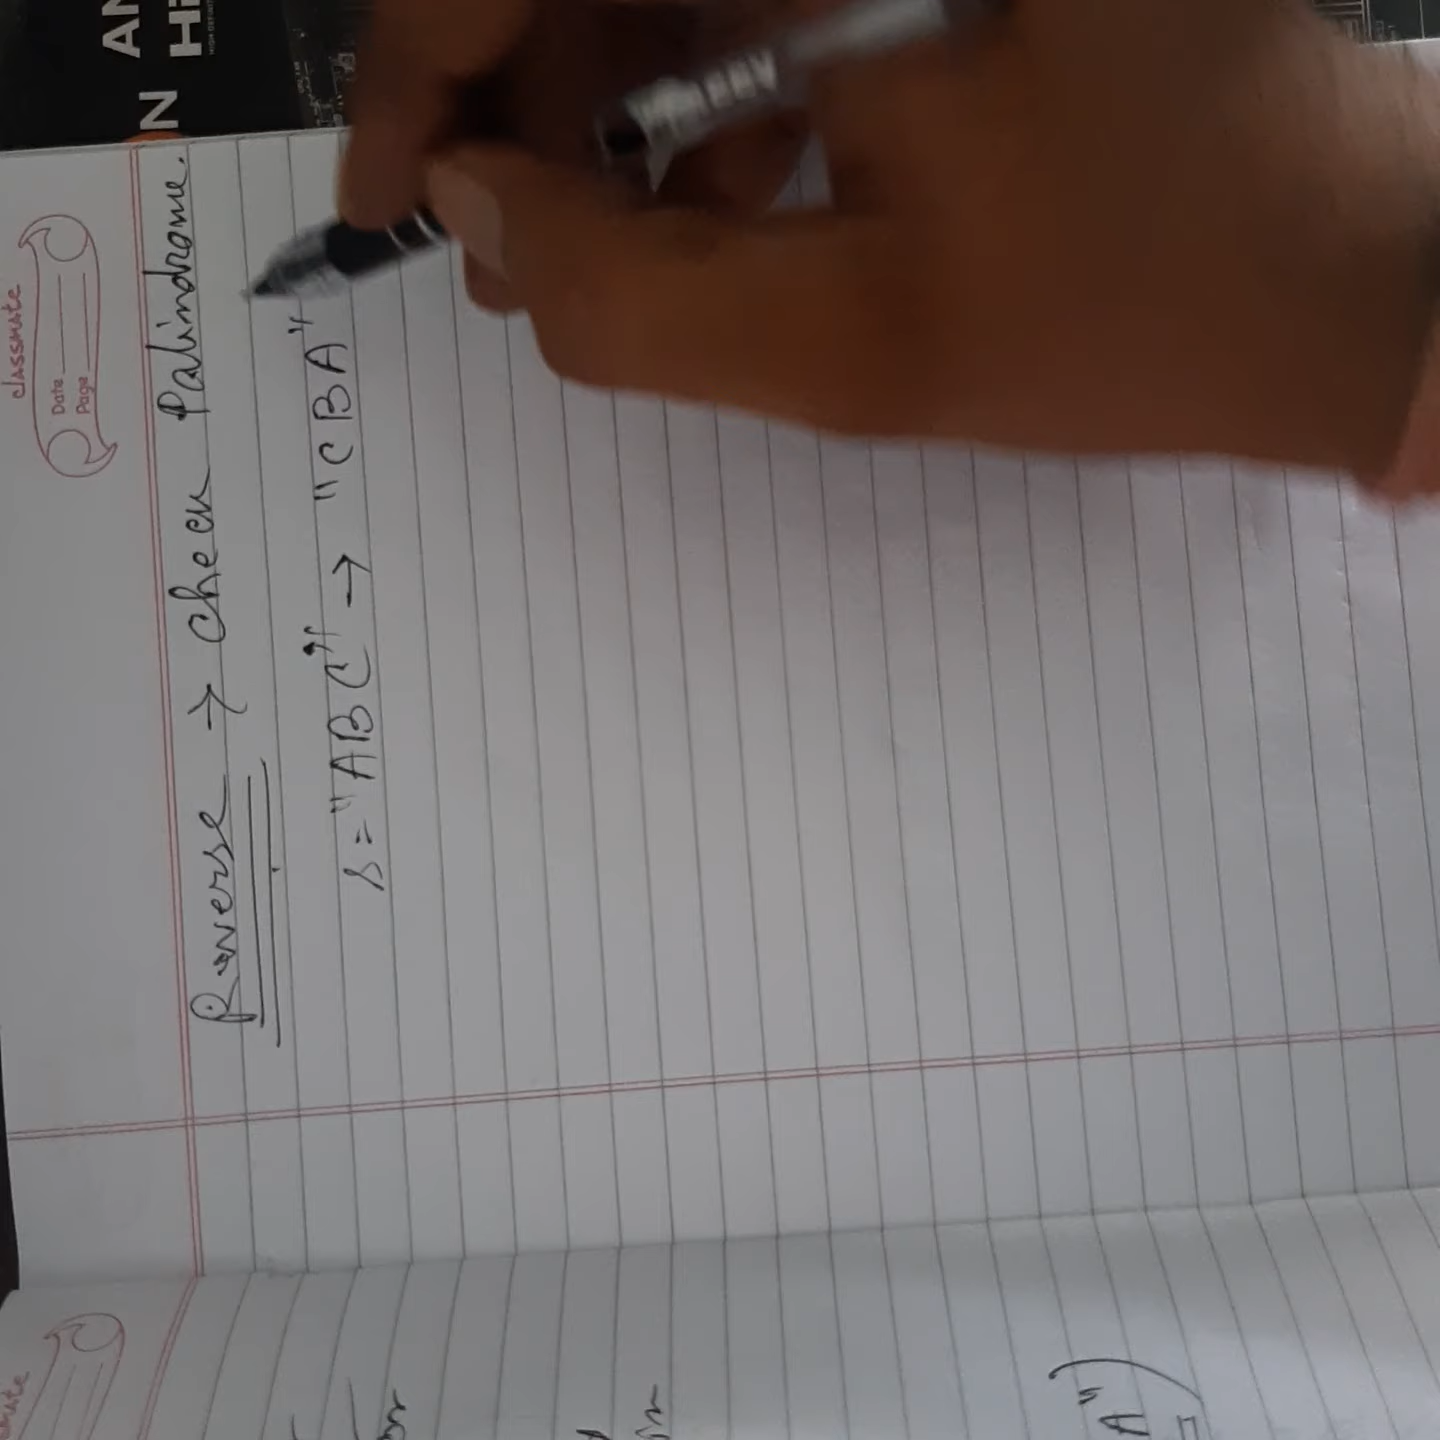 classmate
Date
Page
Reverse → check Palindrome.
s = "ABC" → "CBA"
A")